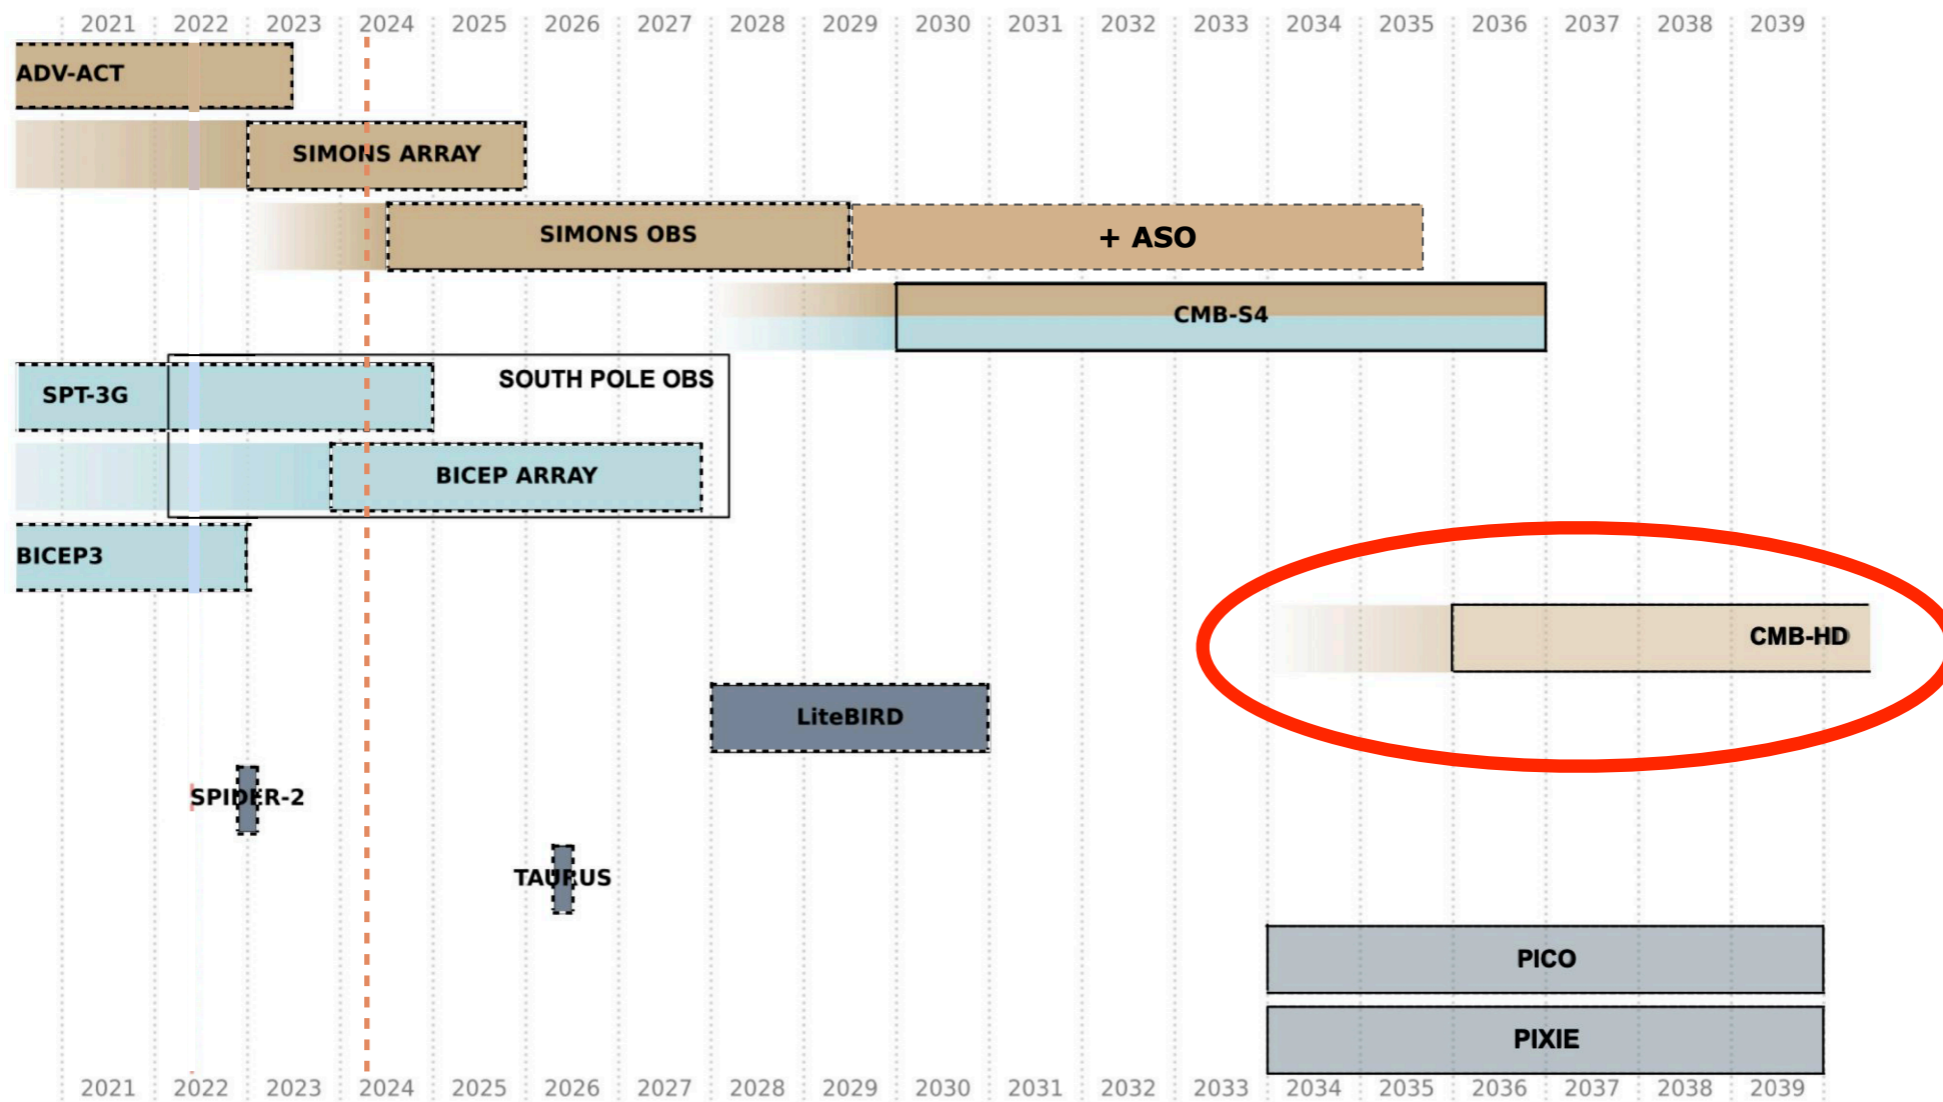 2021 2022 2023 2024 2025 2026 2027 2028 2029 2030 2031 2032 2033 2034 2035 2036 2037 2038 2039
ADV-ACT
SIMONS ARRAY
SIMONS OBS
+ ASO
CMB-S4
SOUTH POLE OBS
SPT-3G
BICEP ARRAY
BICEP3
CMB-HD
LiteBIRD
SPIDER-2
TAURUS
PICO
PIXIE
2021 2022 2023 2024 2025 2026 2027 2028 2029 2030 2031 2032 2033 2034 2035 2036 2037 2038 2039